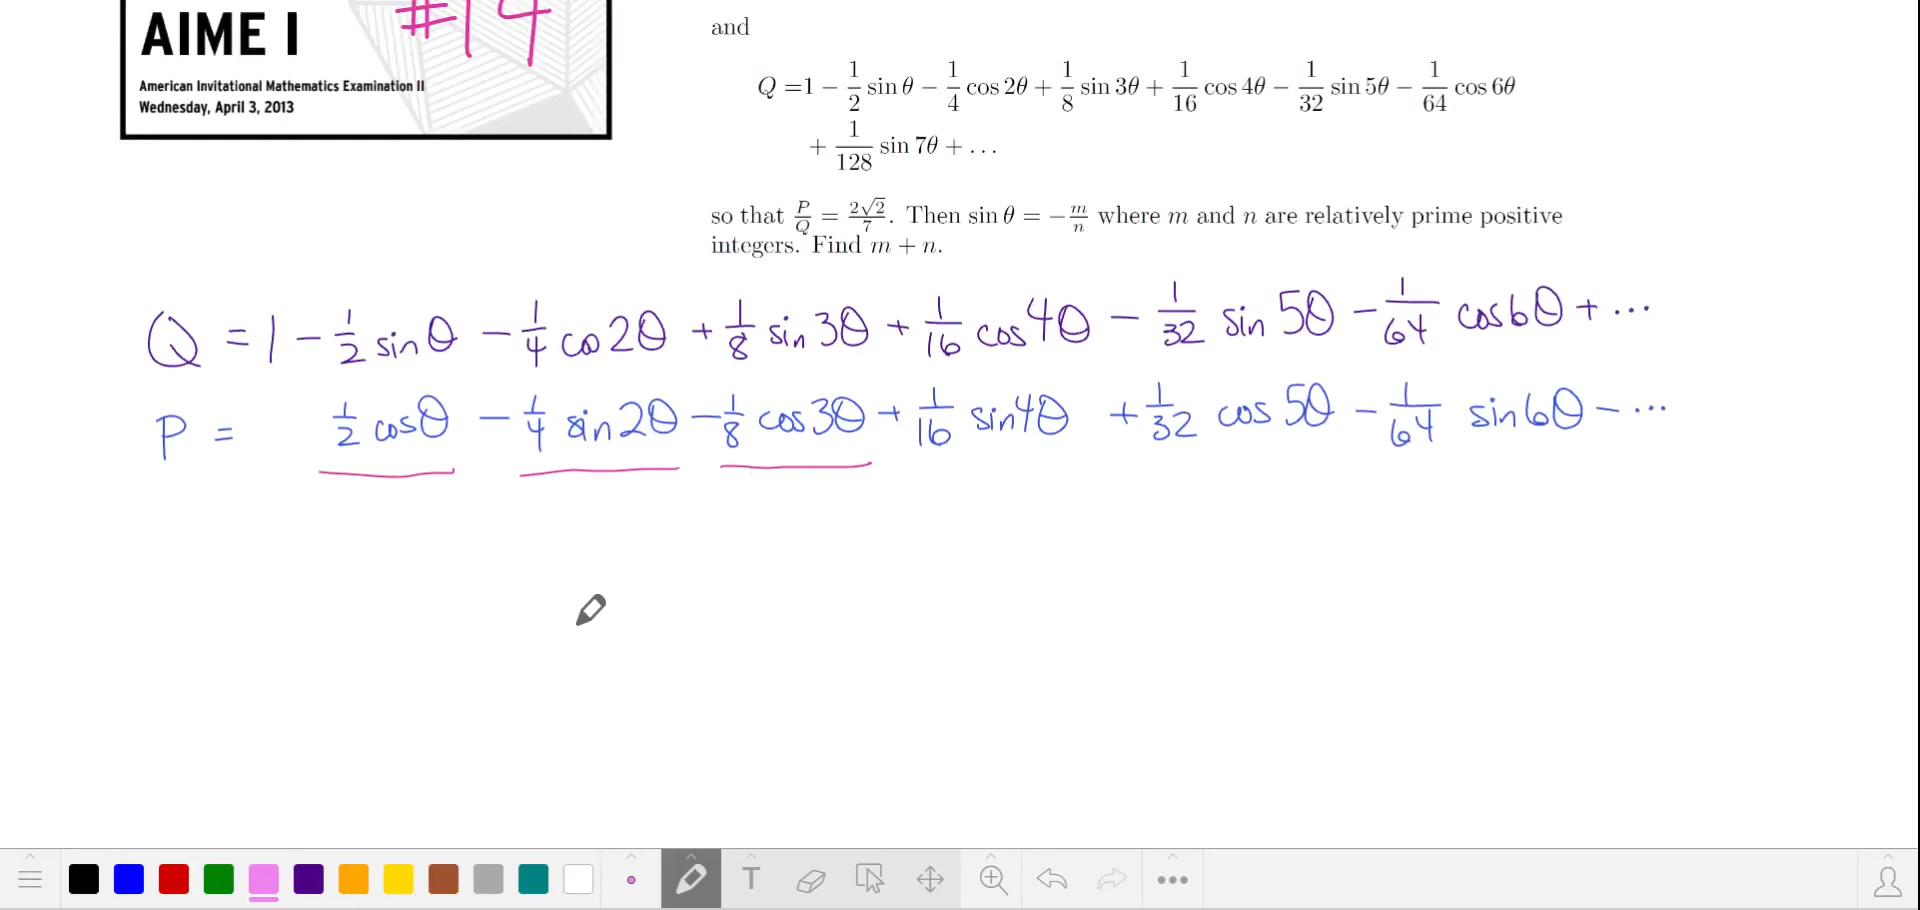 #14
AIME I
American Invitational Mathematics Examination II
Wednesday, April 3, 2013
and
Q =1 − 1/2 sin θ − 1/4 cos 2θ + 1/8 sin 3θ + 1/16 cos 4θ − 1/32 sin 5θ − 1/64 cos 6θ
+ 1/128 sin 7θ + ...
so that P/Q = 2√2/7. Then sin θ = −m/n where m and n are relatively prime positive
integers. Find m + n.
Q = 1 − 1/2 sin θ − 1/4 co 2θ + 1/8 sin 3θ + 1/16 cos 4θ − 1/32 sin 5θ − 1/64 cos 6θ + ...
P = 1/2 cos θ − 1/4 sin 2θ − 1/8 cos 3θ + 1/16 sin 4θ + 1/32 cos 5θ − 1/64 sin 6θ − ...
T